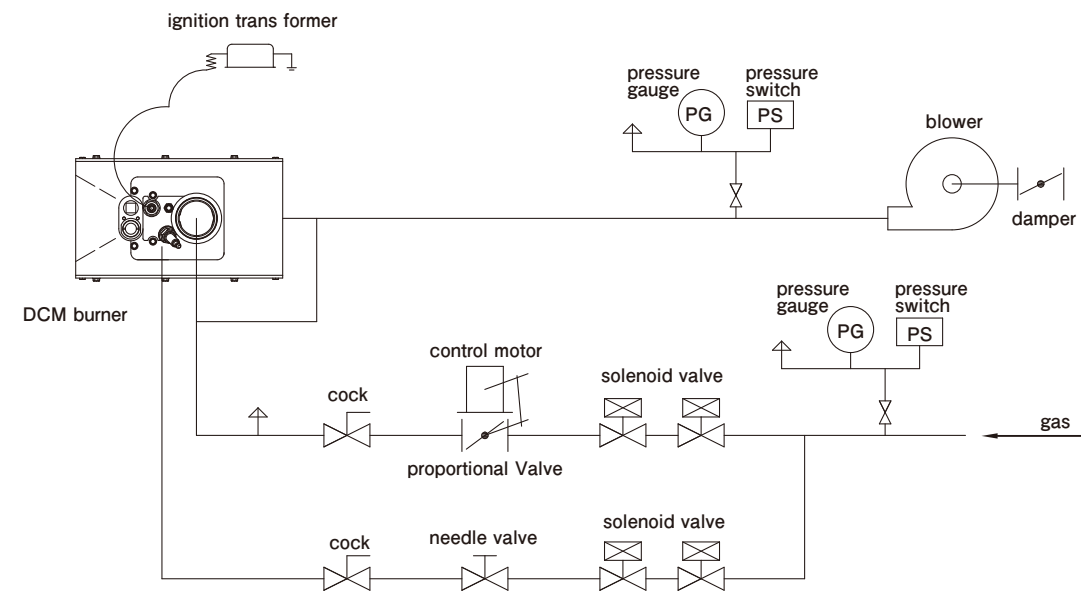 ignition trans former
pressure
gauge
pressure
switch
PG
PS
blower
damper
DCM burner
pressure
gauge
pressure
switch
PG
PS
control motor
cock
solenoid valve
gas
proportional Valve
cock
needle valve
solenoid valve